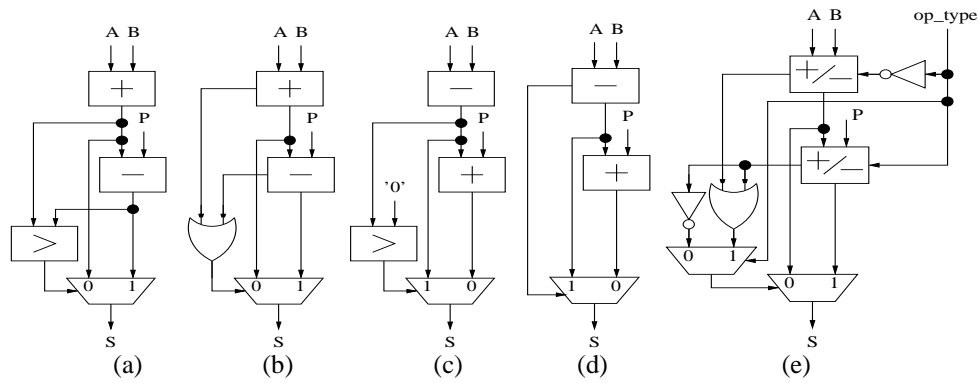 A B A B A B A B A B op_type
+ + − − +/−
P P P P P
− − + + +/−
'0'
> >
0 1 0 1 1 0 1 0 0 1 0 1
S S S S S
(a) (b) (c) (d) (e)